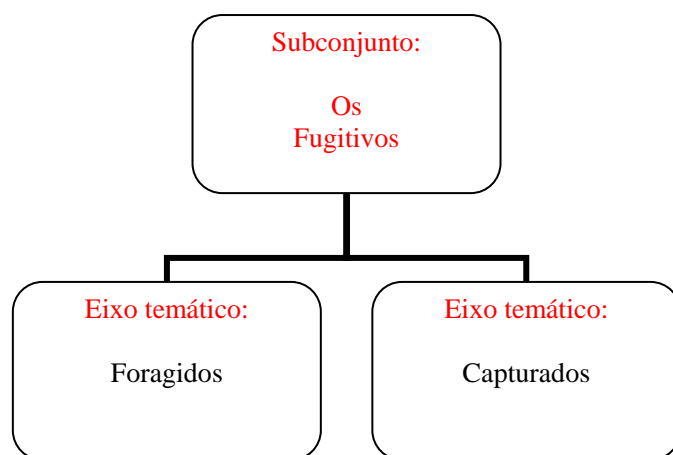 Subconjunto:
Os
Fugitivos
Eixo temático:
Foragidos
Eixo temático:
Capturados